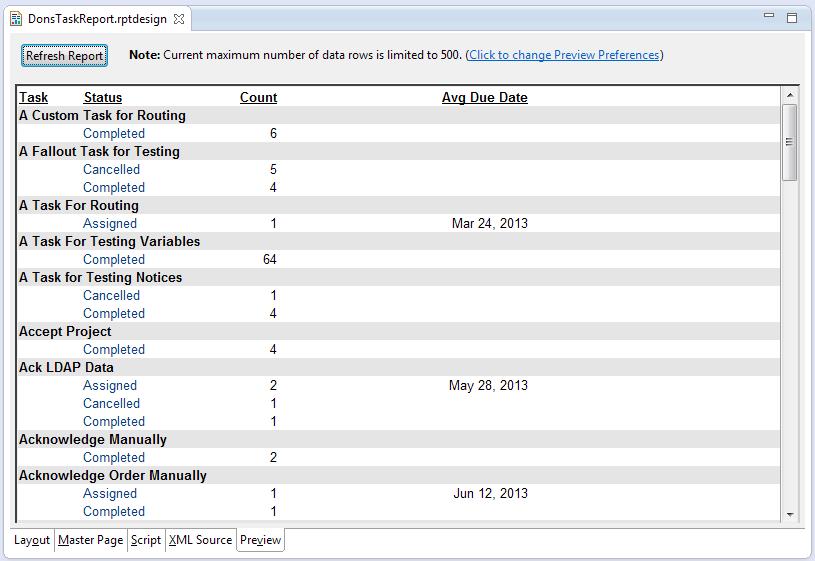 DonsTaskReport.rptdesign
Refresh Report Note: Current maximum number of data rows is limited to 500. (Click to change Preview Preferences)
Task Status Count Avg Due Date
A Custom Task for Routing
Completed 6
A Fallout Task for Testing
Cancelled 5
Completed 4
A Task For Routing
Assigned 1 Mar 24, 2013
A Task For Testing Variables
Completed 64
A Task for Testing Notices
Cancelled 1
Completed 4
Accept Project
Completed 4
Ack LDAP Data
Assigned 2 May 28, 2013
Cancelled 1
Completed 1
Acknowledge Manually
Completed 2
Acknowledge Order Manually
Assigned 1 Jun 12, 2013
Completed 1
Layout Master Page Script XML Source Preview